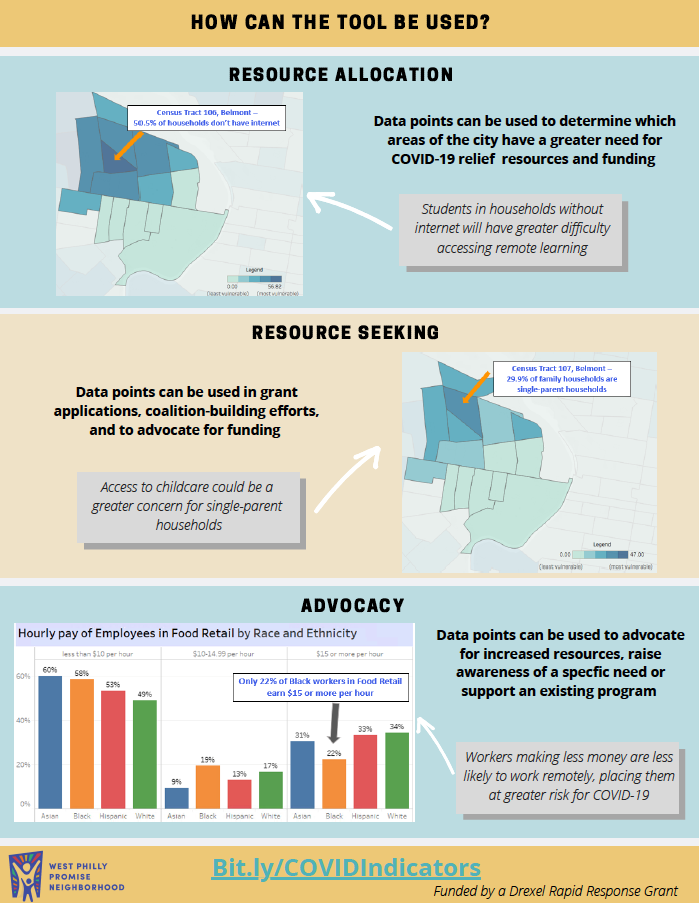 HOW CAN THE TOOL BE USED?
RESOURCE ALLOCATION
Census Tract 106, Belmont –
50.5% of households don't have internet
Legend
0.00 56.82
(least vulnerable) (most vulnerable)
Data points can be used to determine which
areas of the city have a greater need for
COVID-19 relief resources and funding
Students in households without
internet will have greater difficulty
accessing remote learning
RESOURCE SEEKING
Data points can be used in grant
applications, coalition-building efforts,
and to advocate for funding
Access to childcare could be a
greater concern for single-parent
households
Census Tract 107, Belmont –
29.9% of family households are
single-parent households
Legend
0.00 47.00
(least vulnerable) (most vulnerable)
ADVOCACY
Hourly pay of Employees in Food Retail by Race and Ethnicity
less than $10 per hour $10-14.99 per hour $15 or more per hour
60%
40%
20%
0%
60% 58% 53% 49% 9% 19% 13% 17% 31% 22% 33% 34%
Only 22% of Black workers in Food Retail
earn $15 or more per hour
Asian Black Hispanic White Asian Black Hispanic White Asian Black Hispanic White
Data points can be used to advocate
for increased resources, raise
awareness of a specfic need or
support an existing program
Workers making less money are less
likely to work remotely, placing them
at greater risk for COVID-19
WEST PHILLY
PROMISE
NEIGHBORHOOD
Bit.ly/COVIDIndicators
Funded by a Drexel Rapid Response Grant